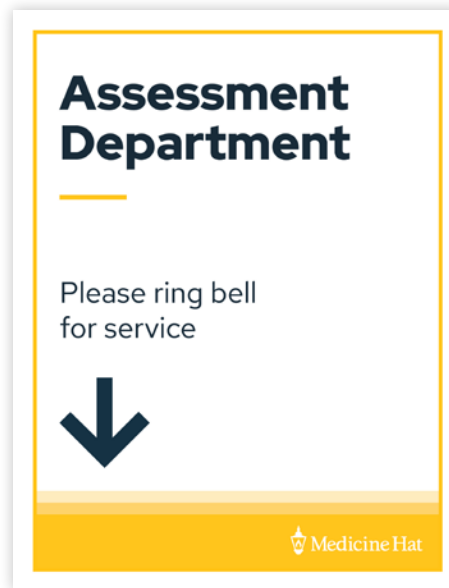 Assessment
Department
Please ring bell
for service
Medicine Hat